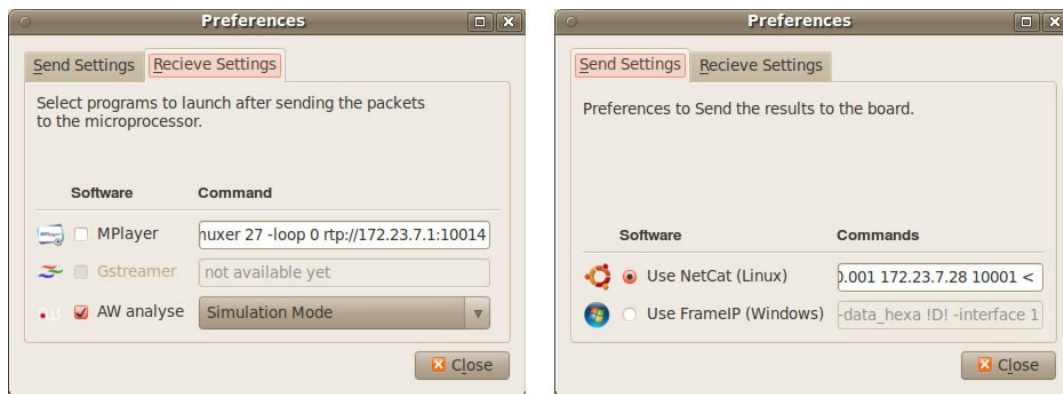 Preferences
Send Settings
Recieve Settings
Select programs to launch after sending the packets
to the microprocessor.
Software Command
MPlayer nuxer 27 -loop 0 rtp://172.23.7.1:10014
Gstreamer not available yet
AW analyse Simulation Mode
Close
Preferences
Send Settings
Recieve Settings
Preferences to Send the results to the board.
Software Commands
Use NetCat (Linux) 0.001 172.23.7.28 10001 <
Use FrameIP (Windows) -data_hexa !D! -interface 1
Close